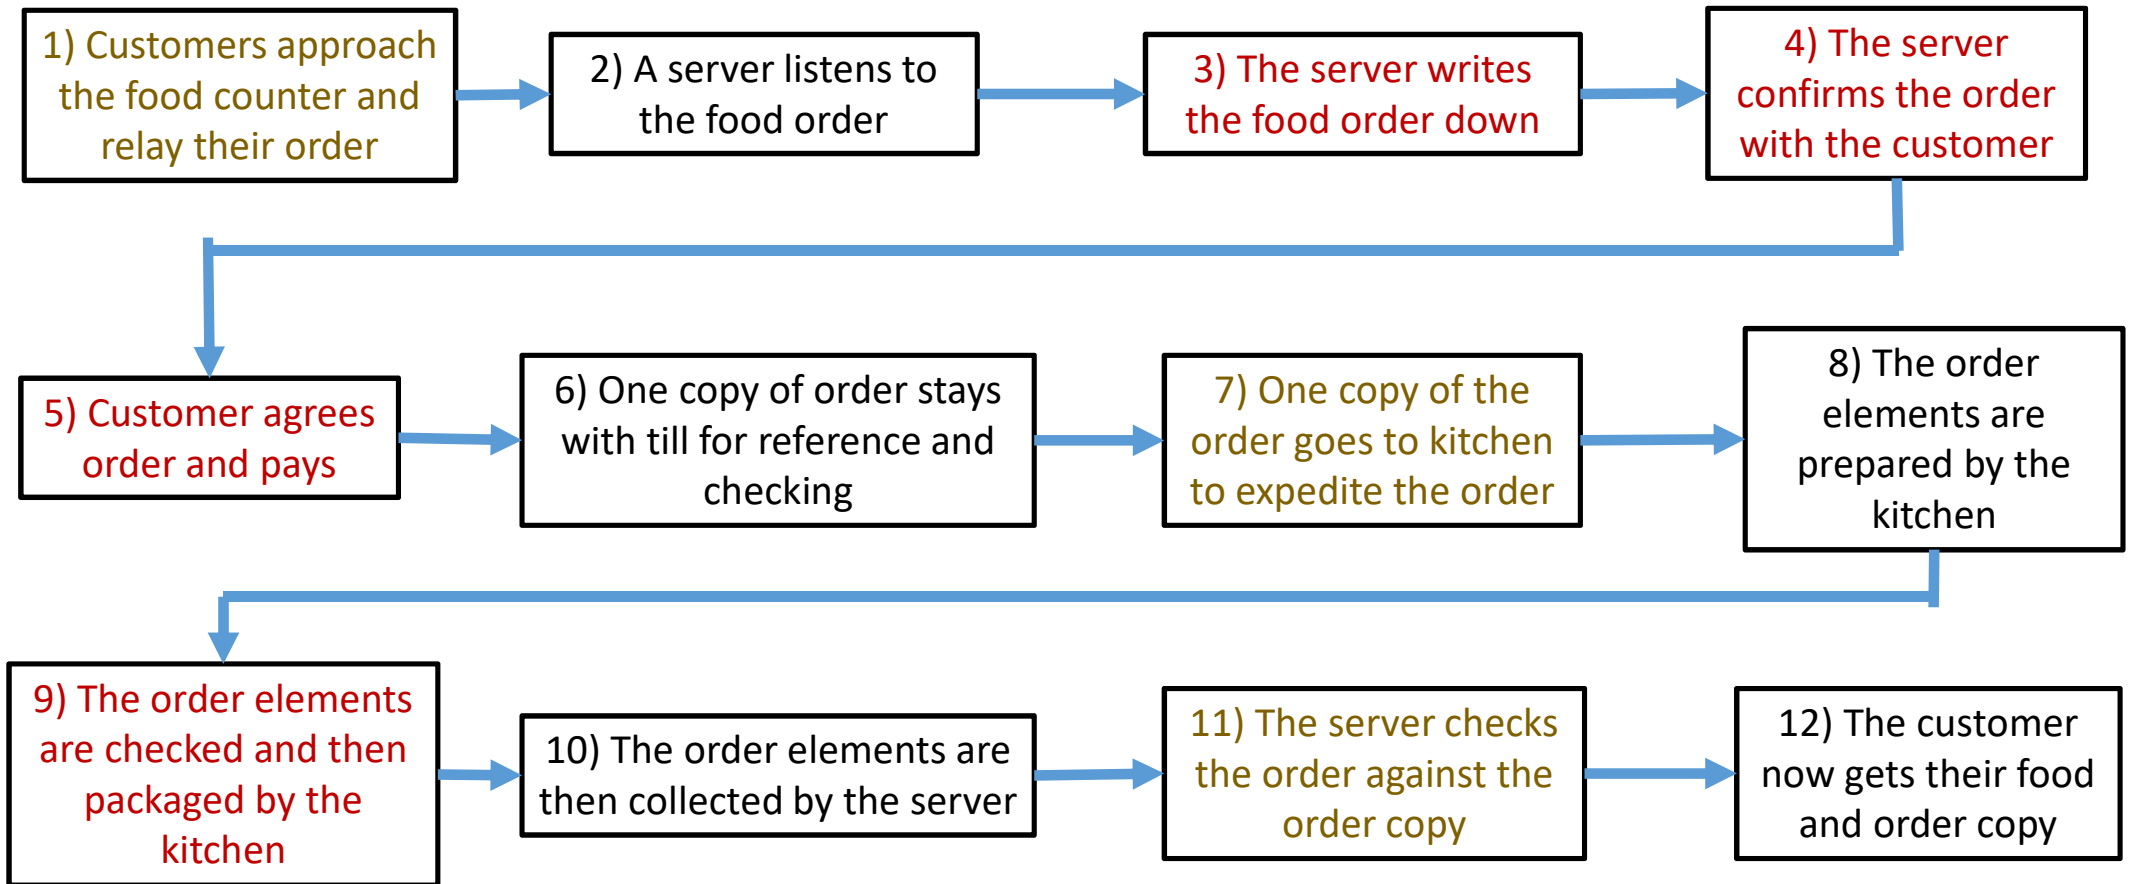 1) Customers approach
the food counter and
relay their order
2) A server listens to
the food order
3) The server writes
the food order down
4) The server
confirms the order
with the customer
5) Customer agrees
order and pays
6) One copy of order stays
with till for reference and
checking
7) One copy of the
order goes to kitchen
to expedite the order
8) The order
elements are
prepared by the
kitchen
9) The order elements
are checked and then
packaged by the
kitchen
10) The order elements are
then collected by the server
11) The server checks
the order against the
order copy
12) The customer
now gets their food
and order copy